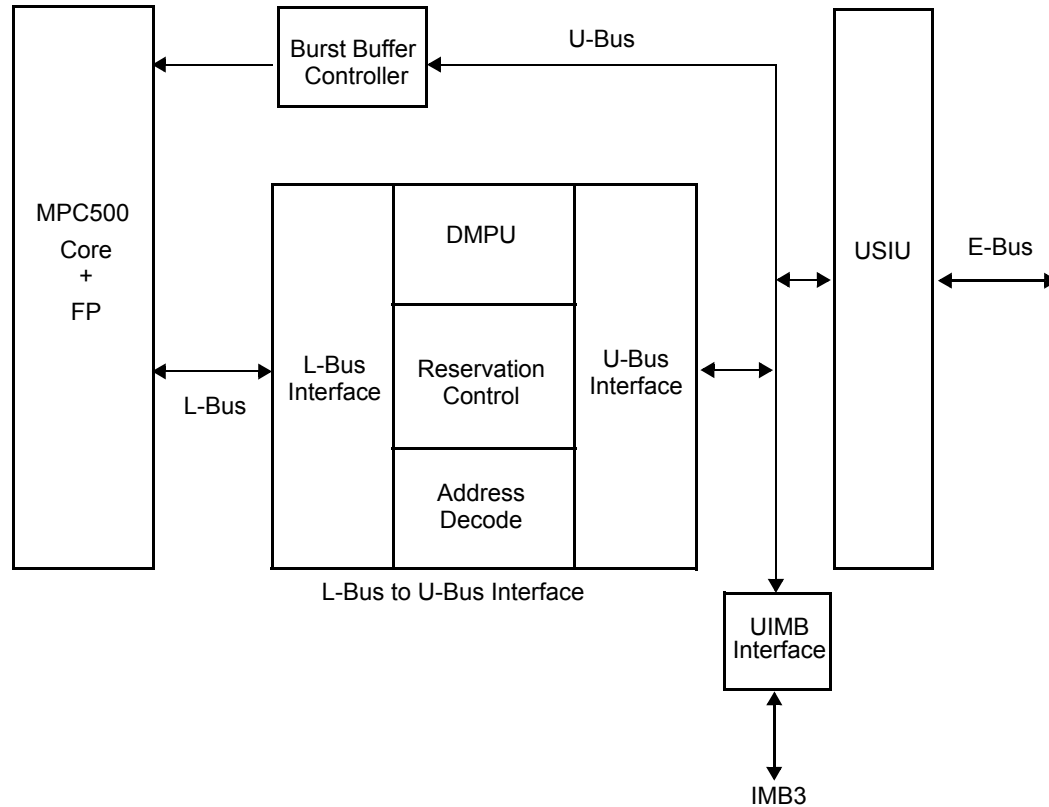 Burst Buffer
Controller
U-Bus
MPC500
Core
+
FP
DMPU
USIU
E-Bus
L-Bus
Interface
Reservation
Control
U-Bus
Interface
L-Bus
Address
Decode
L-Bus to U-Bus Interface
UIMB
Interface
IMB3